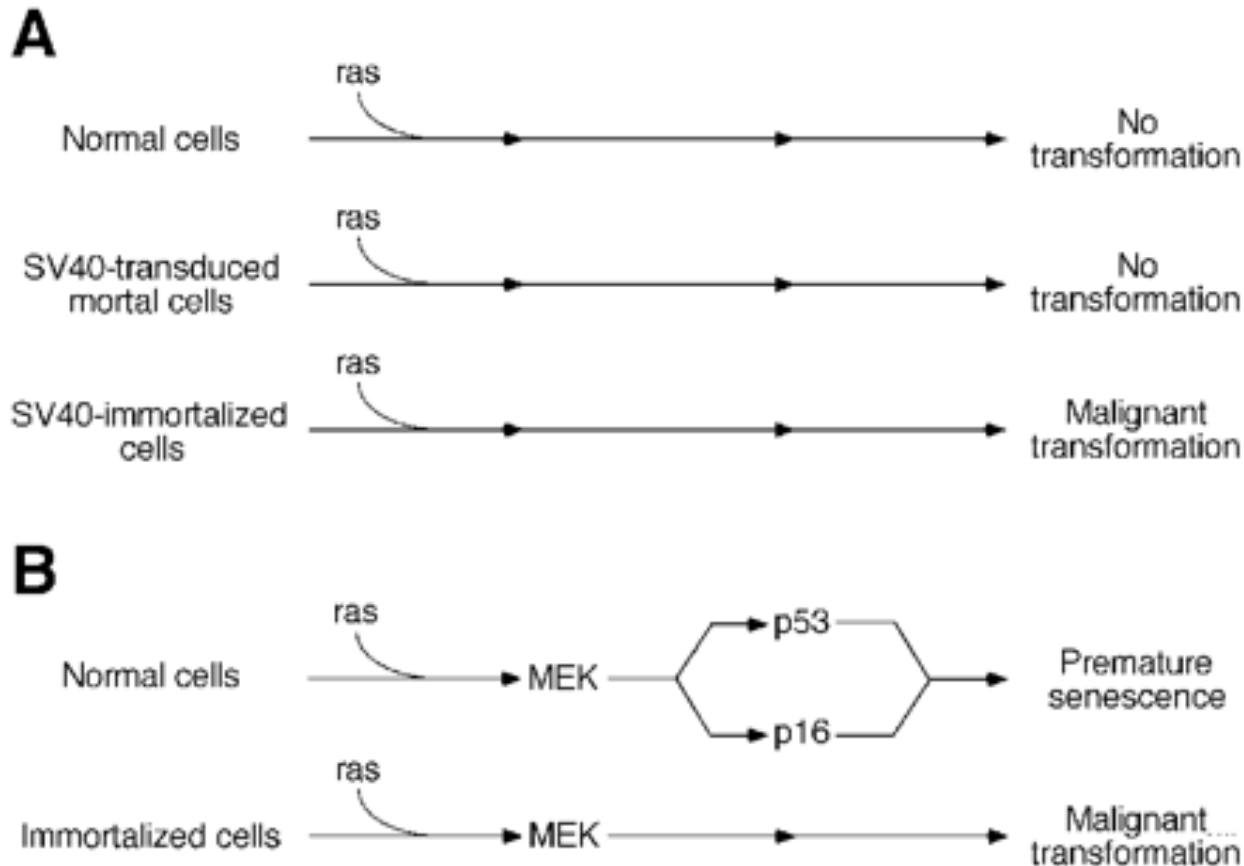 A
ras
Normal cells
No
transformation
ras
SV40-transduced
mortal cells
No
transformation
ras
SV40-immortalized
cells
Malignant
transformation
B
ras
Normal cells
MEK
p53
p16
Premature
senescence
ras
Immortalized cells
MEK
Malignant
transformation